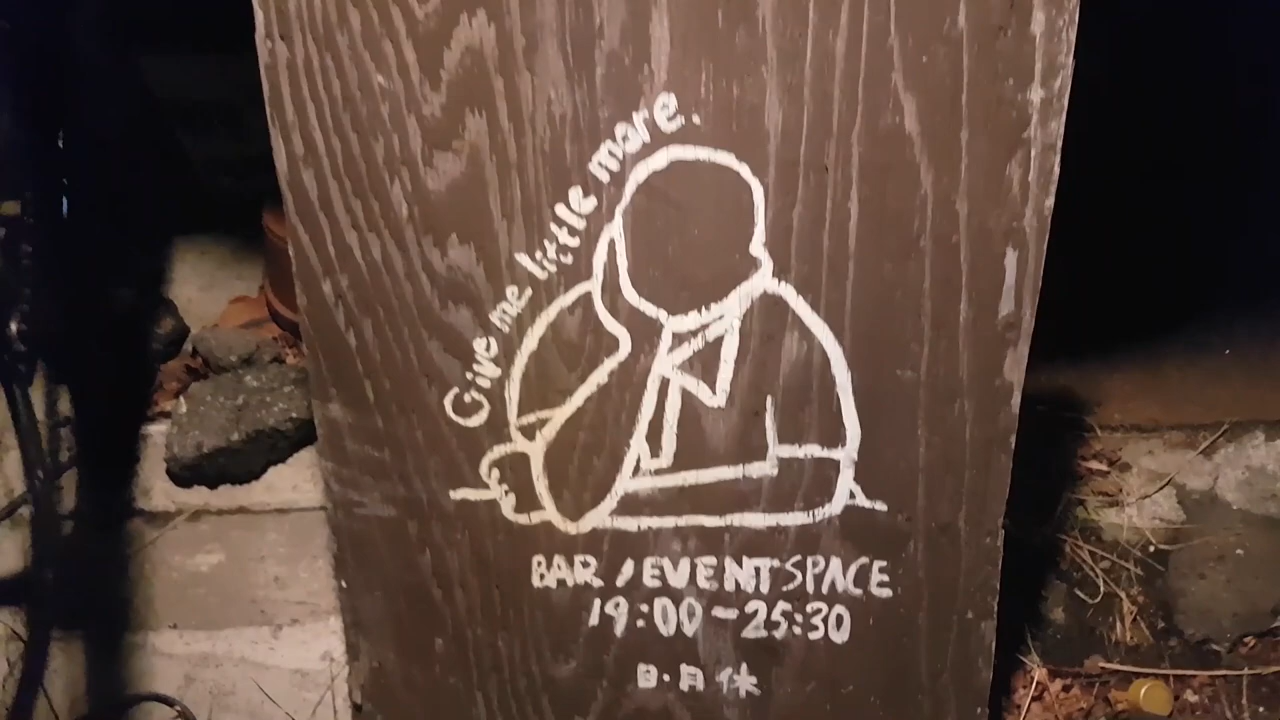 Give me little more.
BAR / EVENT SPACE
19:00-25:30
日・月 休